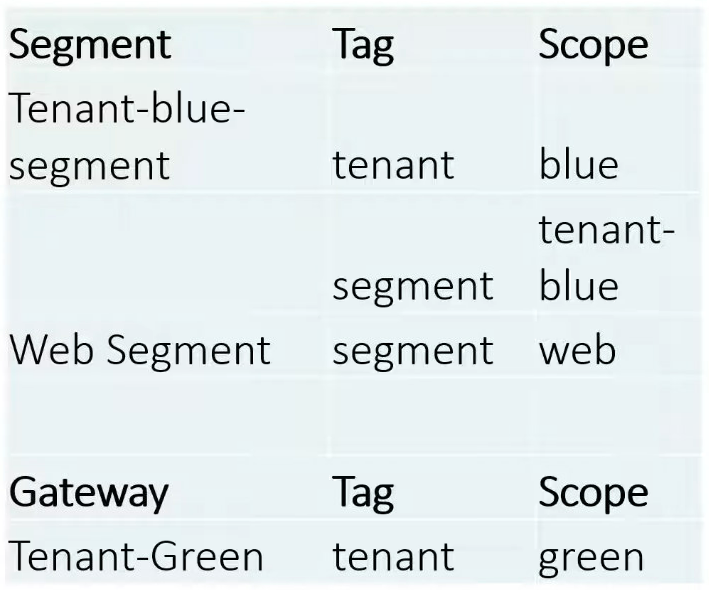 Segment Tag Scope
Tenant-blue-
segment tenant blue
tenant-
segment blue
Web Segment segment web
Gateway Tag Scope
Tenant-Green tenant green